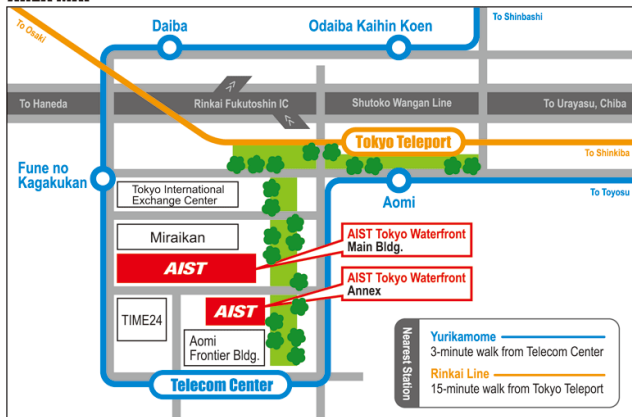 To Shinbashi
To Osaki
Daiba
Odaiba Kaihin Koen
To Haneda
Rinkai Fukutoshin IC
Shutoko Wangan Line
To Urayasu, Chiba
Tokyo Teleport
To Shinkiba
Fune no
Kagakukan
Aomi
To Toyosu
Tokyo International
Exchange Center
Miraikan
AIST
AIST Tokyo Waterfront
Main Bldg.
AIST Tokyo Waterfront
Annex
TIME24
AIST
Aomi
Frontier Bldg.
Telecom Center
Nearest Station
Yurikamome
3-minute walk from Telecom Center
Rinkai Line
15-minute walk from Tokyo Teleport